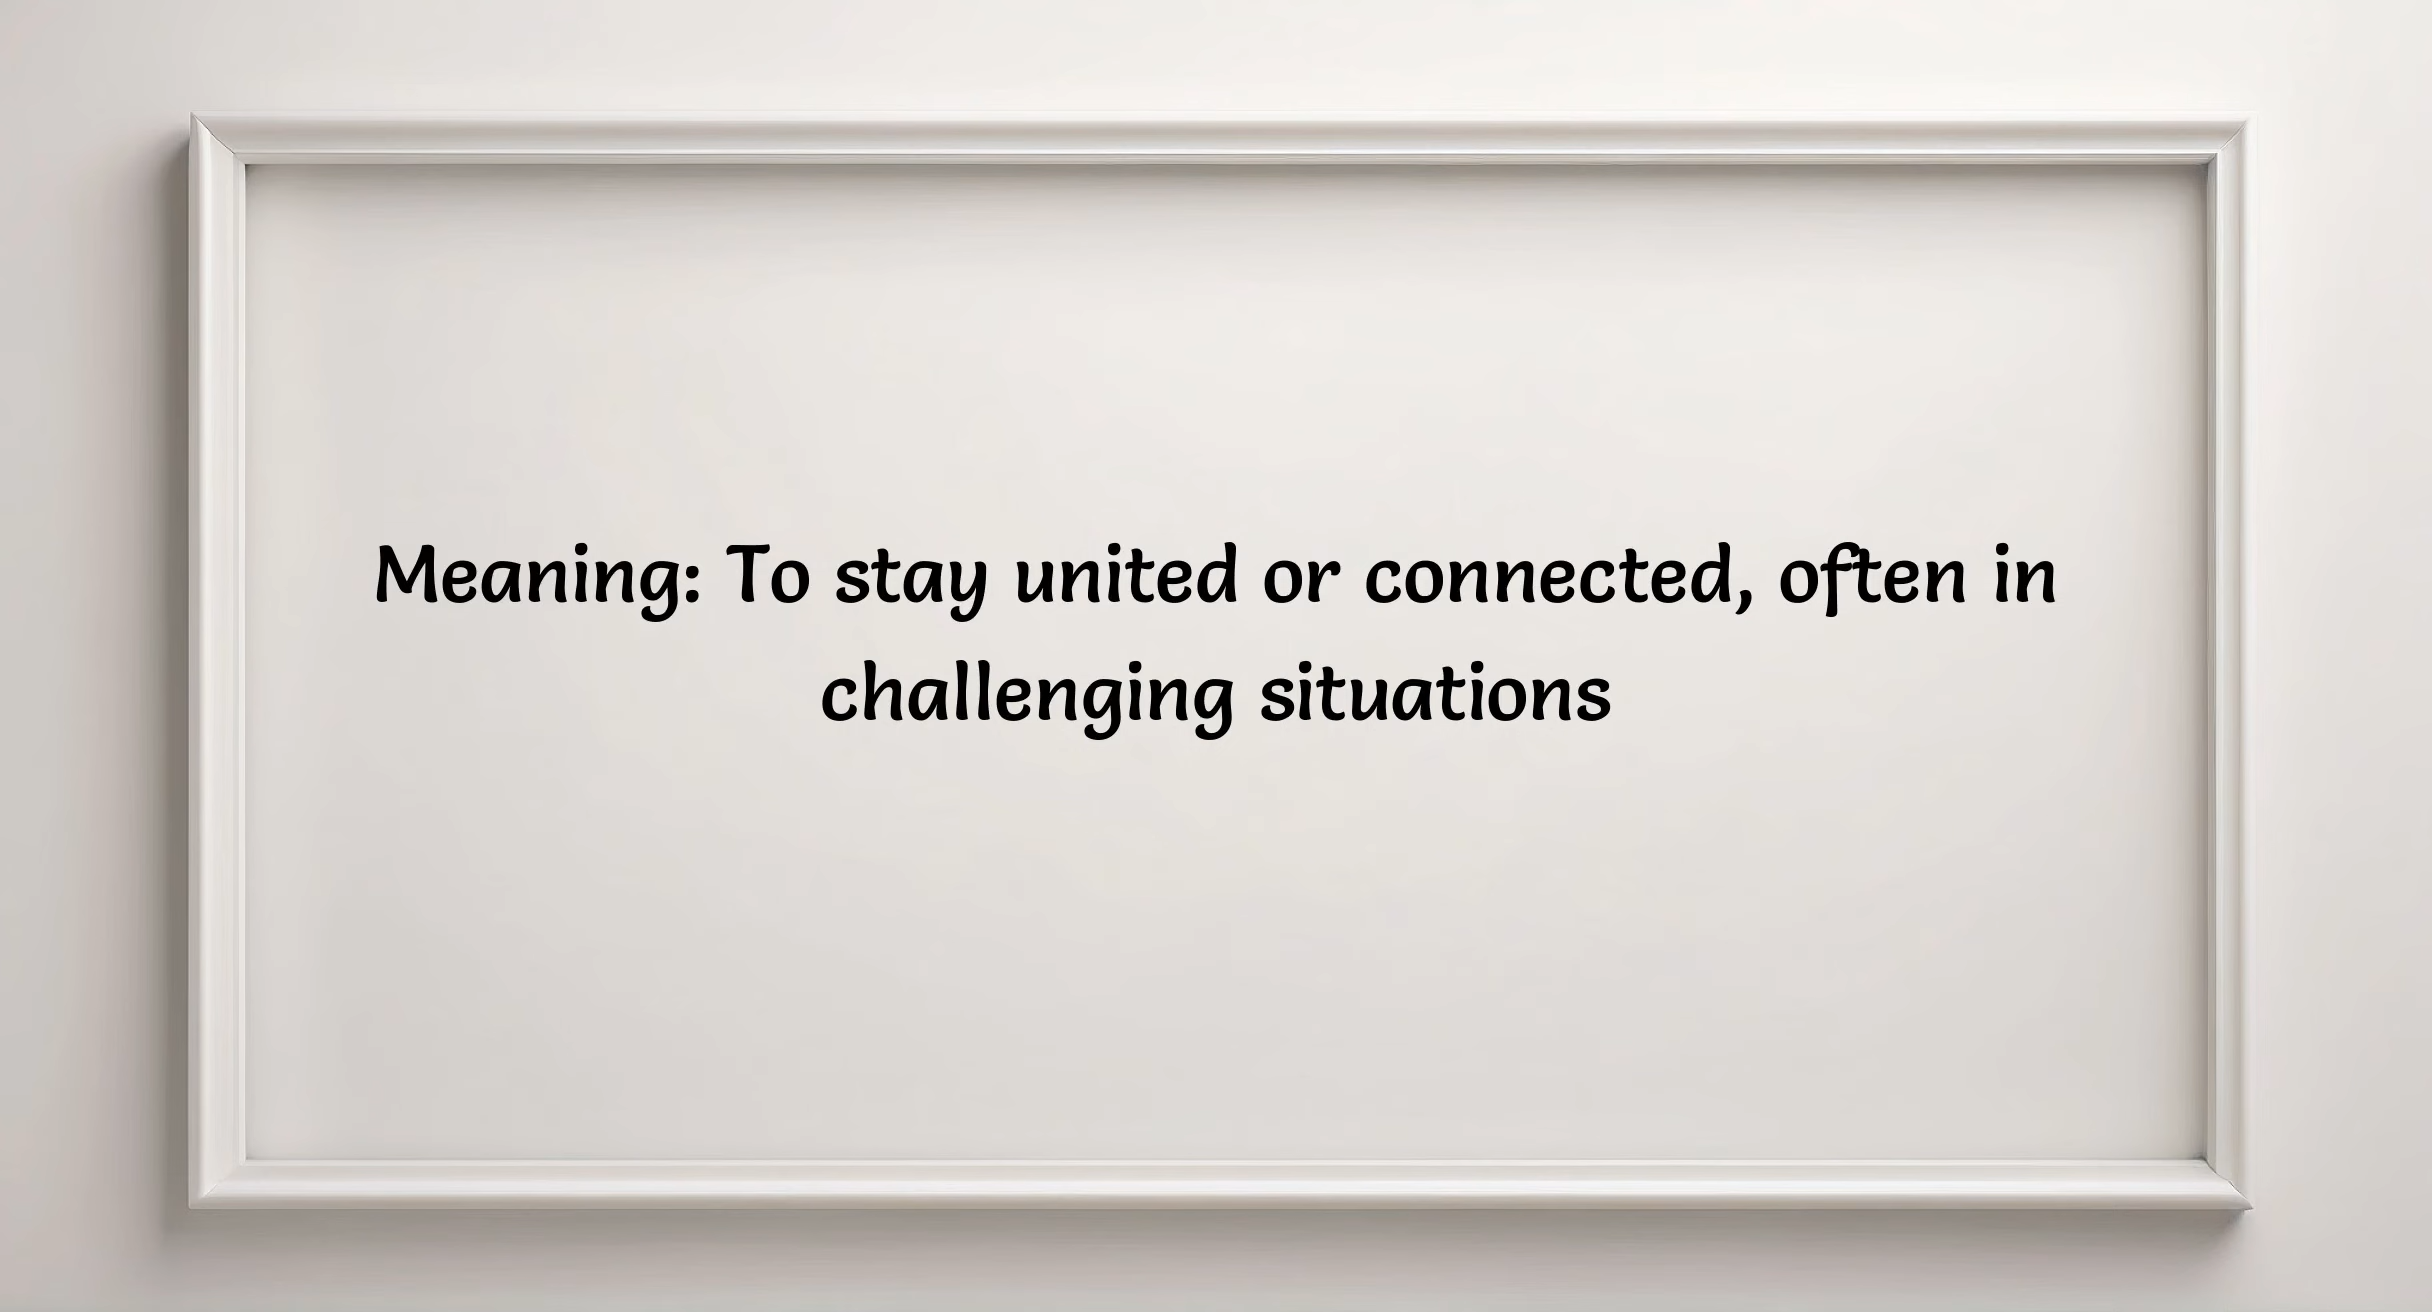 Meaning: To stay united or connected, often in
challenging situations